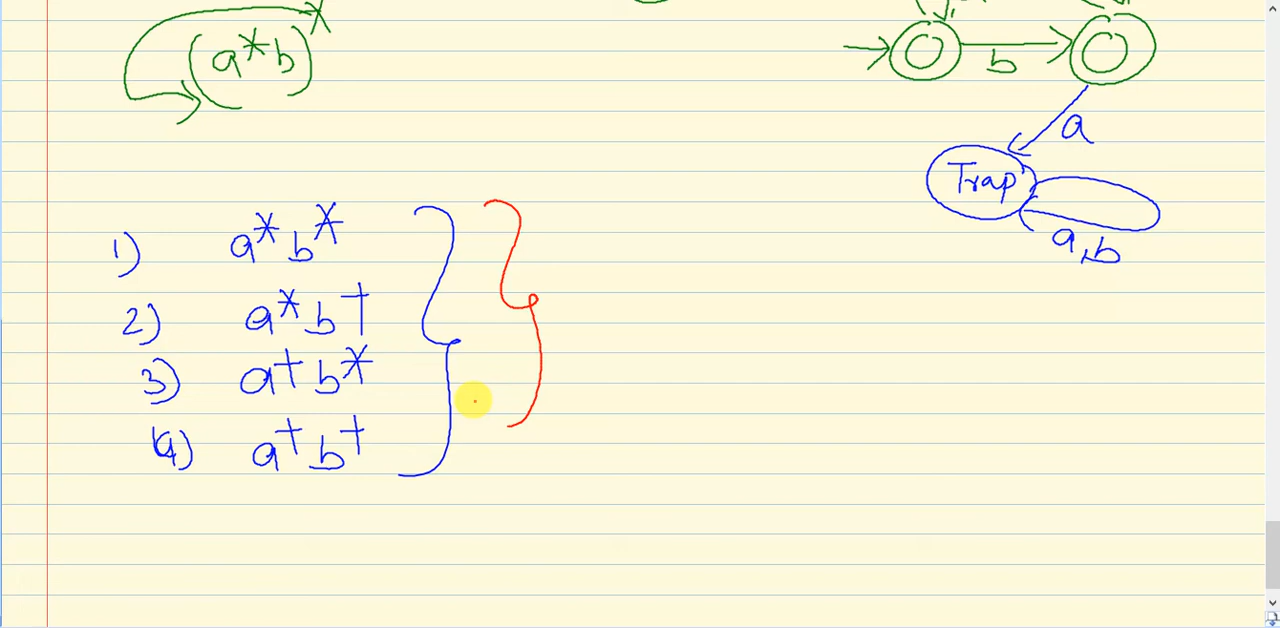 (a*b)*
b
a
Trap
a,b
1) a*b*
2) a*b+
3) a+b*
4) a+b+